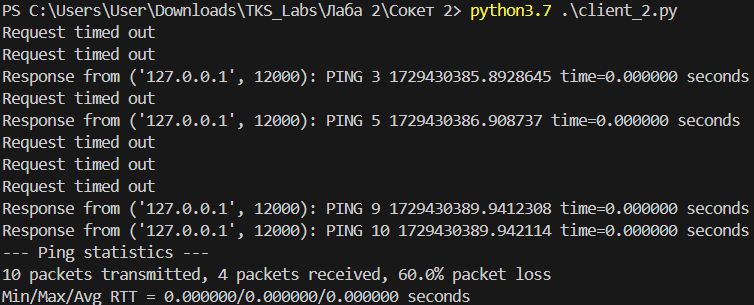 PS C:\Users\User\Downloads\TKS_Labs\Лаба 2\Сокет 2> python3.7 .\client_2.py
Request timed out
Request timed out
Response from ('127.0.0.1', 12000): PING 3 1729430385.8928645 time=0.000000 seconds
Request timed out
Response from ('127.0.0.1', 12000): PING 5 1729430386.908737 time=0.000000 seconds
Request timed out
Request timed out
Request timed out
Response from ('127.0.0.1', 12000): PING 9 1729430389.9412308 time=0.000000 seconds
Response from ('127.0.0.1', 12000): PING 10 1729430389.942114 time=0.000000 seconds
--- Ping statistics ---
10 packets transmitted, 4 packets received, 60.0% packet loss
Min/Max/Avg RTT = 0.000000/0.000000/0.000000 seconds